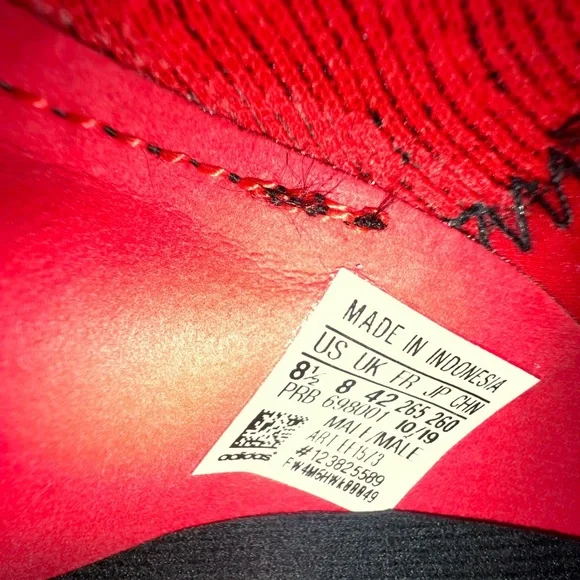 MADE IN INDONESIA
US UK FR JP CHN
8½ 8 42 265 260
PRB 698001 10/19
MALE/MALE
ART
#123825589
adidas